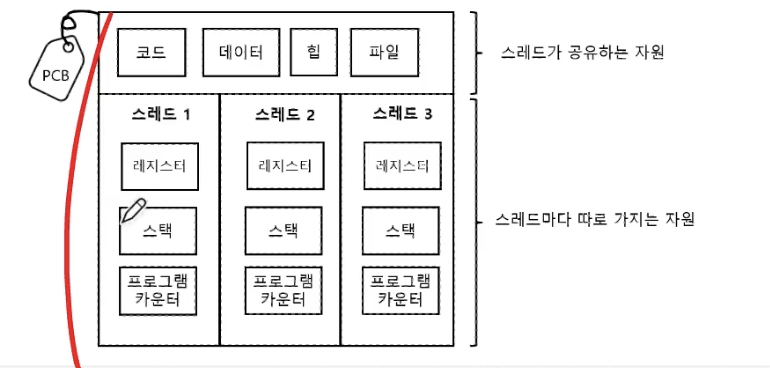 PCB
코드
데이터
힙
파일
스레드가 공유하는 자원
스레드 1
스레드 2
스레드 3
레지스터
레지스터
레지스터
스택
스택
스택
스레드마다 따로 가지는 자원
프로그램
카운터
프로그램
카운터
프로그램
카운터